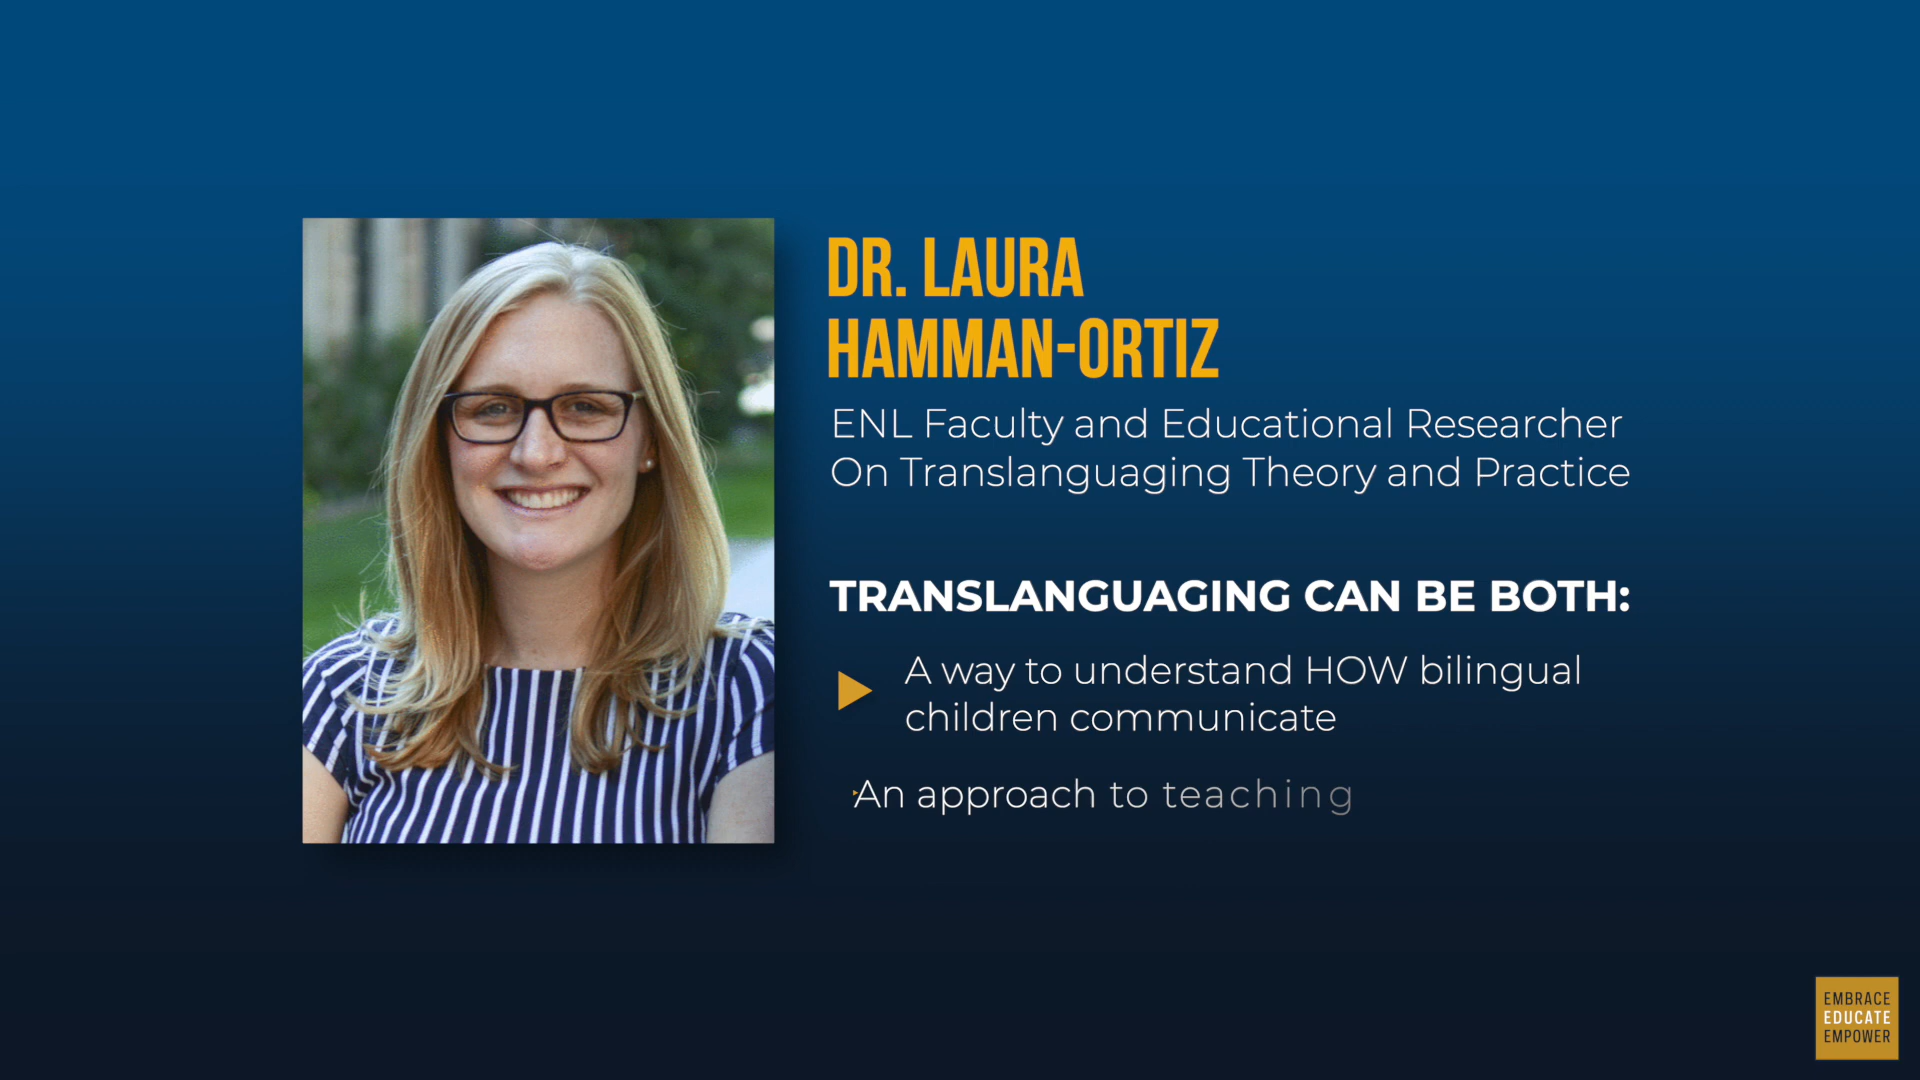 DR. LAURA
HAMMAN-ORTIZ
ENL Faculty and Educational Researcher
On Translanguaging Theory and Practice
TRANSLANGUAGING CAN BE BOTH:
A way to understand HOW bilingual
children communicate
An approach to teaching
EMBRACE
EDUCATE
EMPOWER